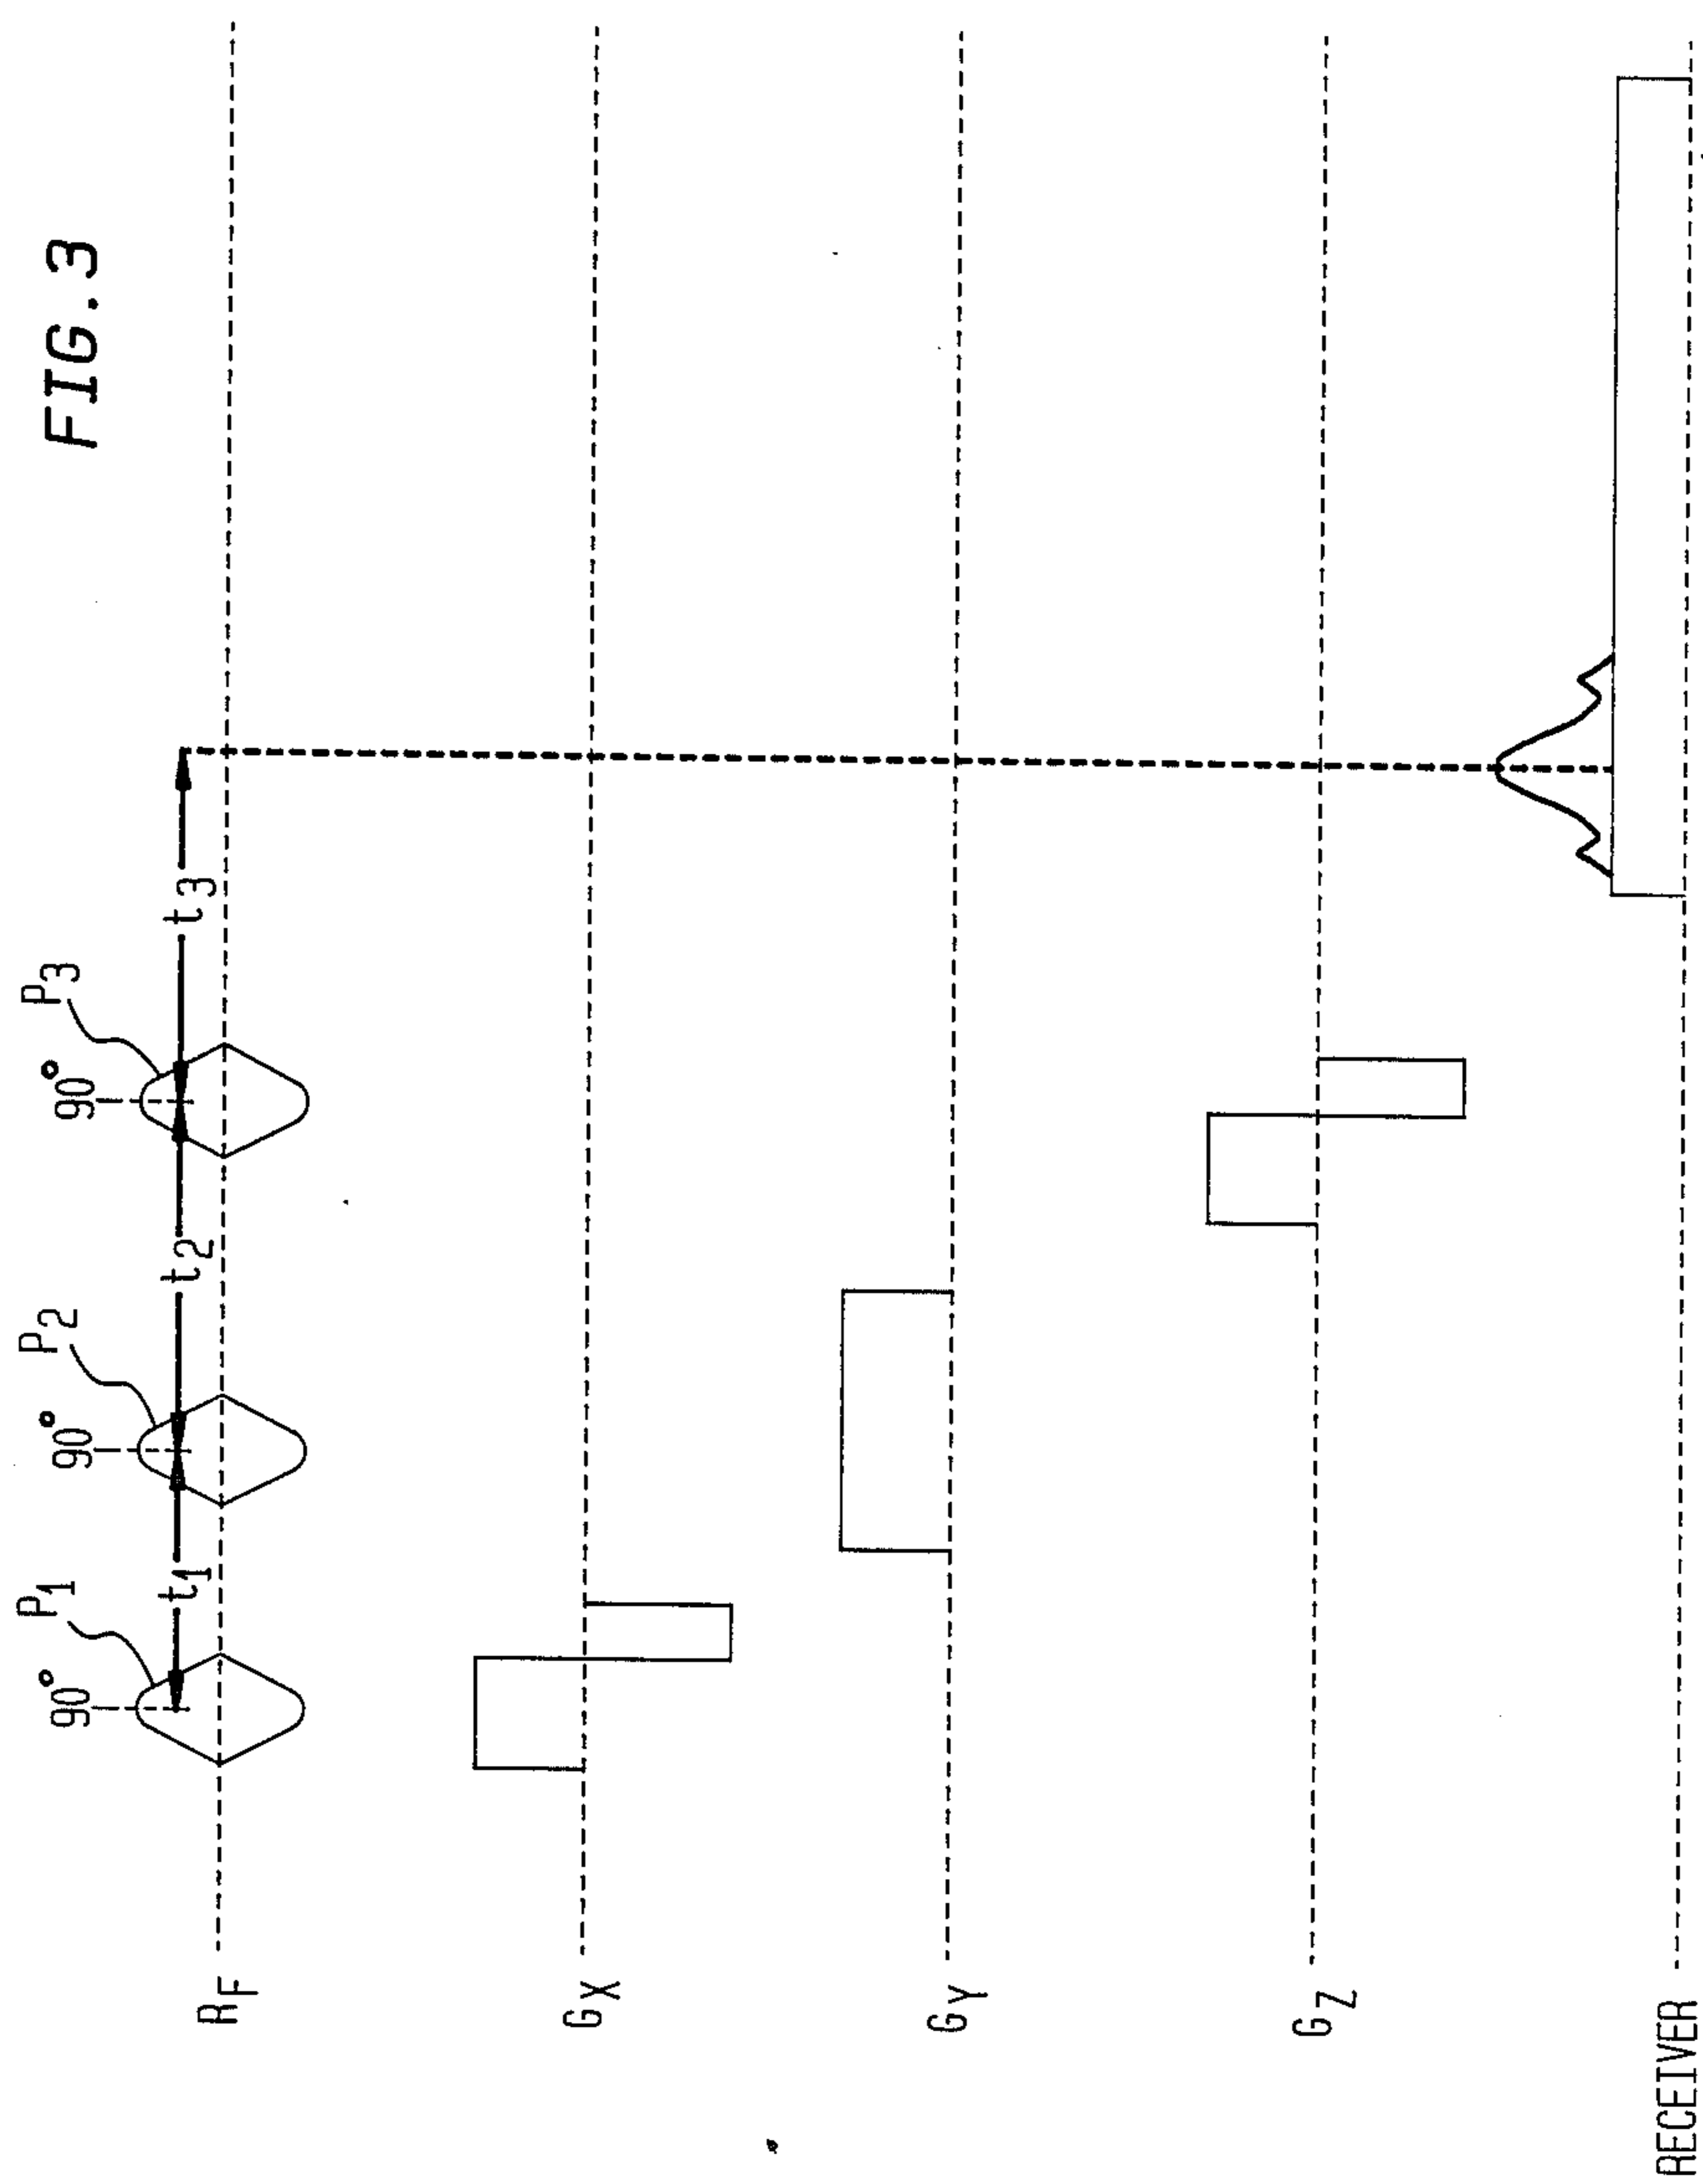 FIG. 3
90° P1 90° P2 90° P3
t1 t2 t3
RF
GX
GY
GZ
RECEIVER